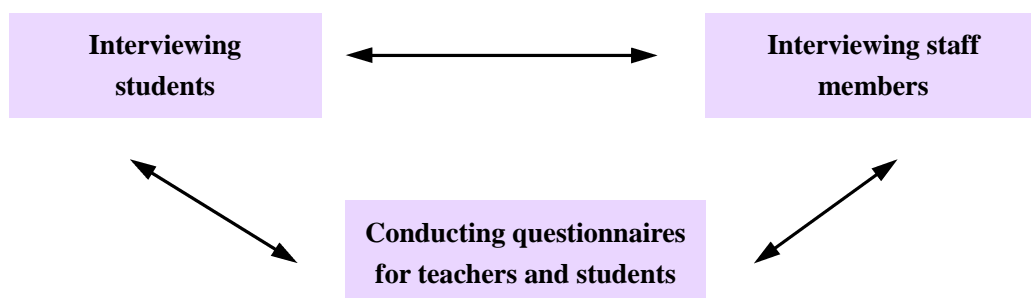 Interviewing
students
Interviewing staff
members
Conducting questionnaires
for teachers and students